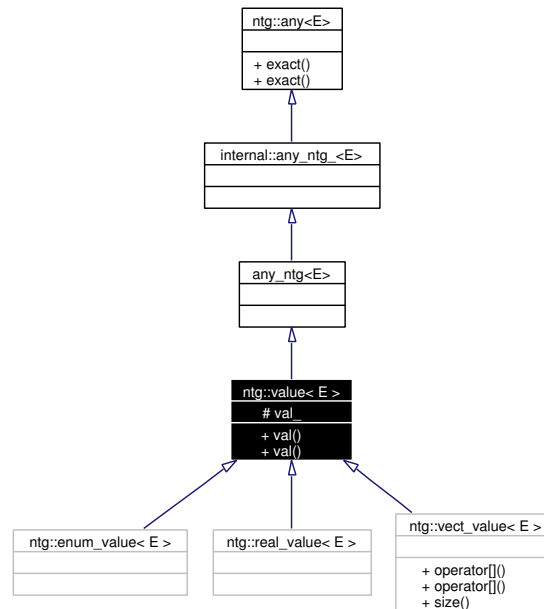 ntg::any<E>
+ exact()
+ exact()
internal::any_ntg_<E>
any_ntg<E>
ntg::value< E >
# val_
+ val()
+ val()
ntg::enum_value< E >
ntg::real_value< E >
ntg::vect_value< E >
+ operator[]()
+ operator[]()
+ size()